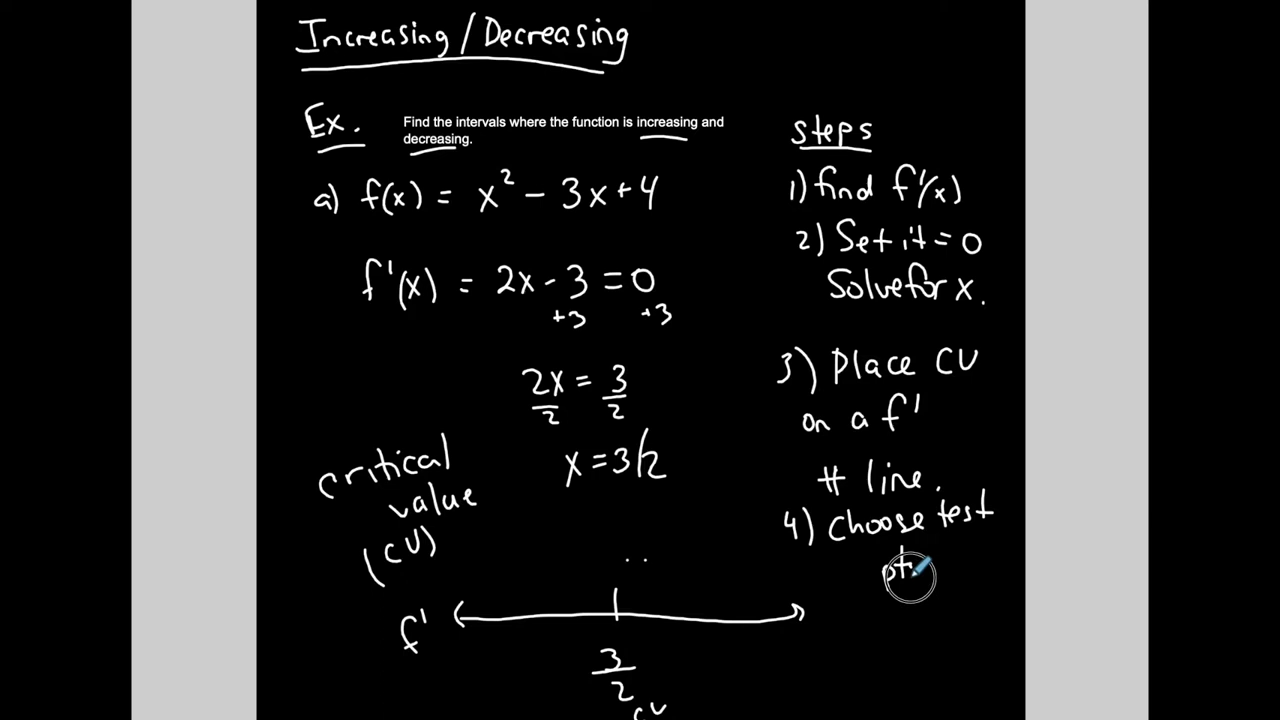 Increasing/Decreasing
Ex. Find the intervals where the function is increasing and
decreasing.
a) f(x) = x² - 3x + 4
f'(x) = 2x - 3 = 0
+3 +3
2x/2 = 3/2
x = 3/2
critical
value
(CV)
f'
3/2
CV
steps
1) find f'(x)
2) Set it = 0
Solve for x.
3) Place CV
on a f'
# line.
4) Choose test
pt